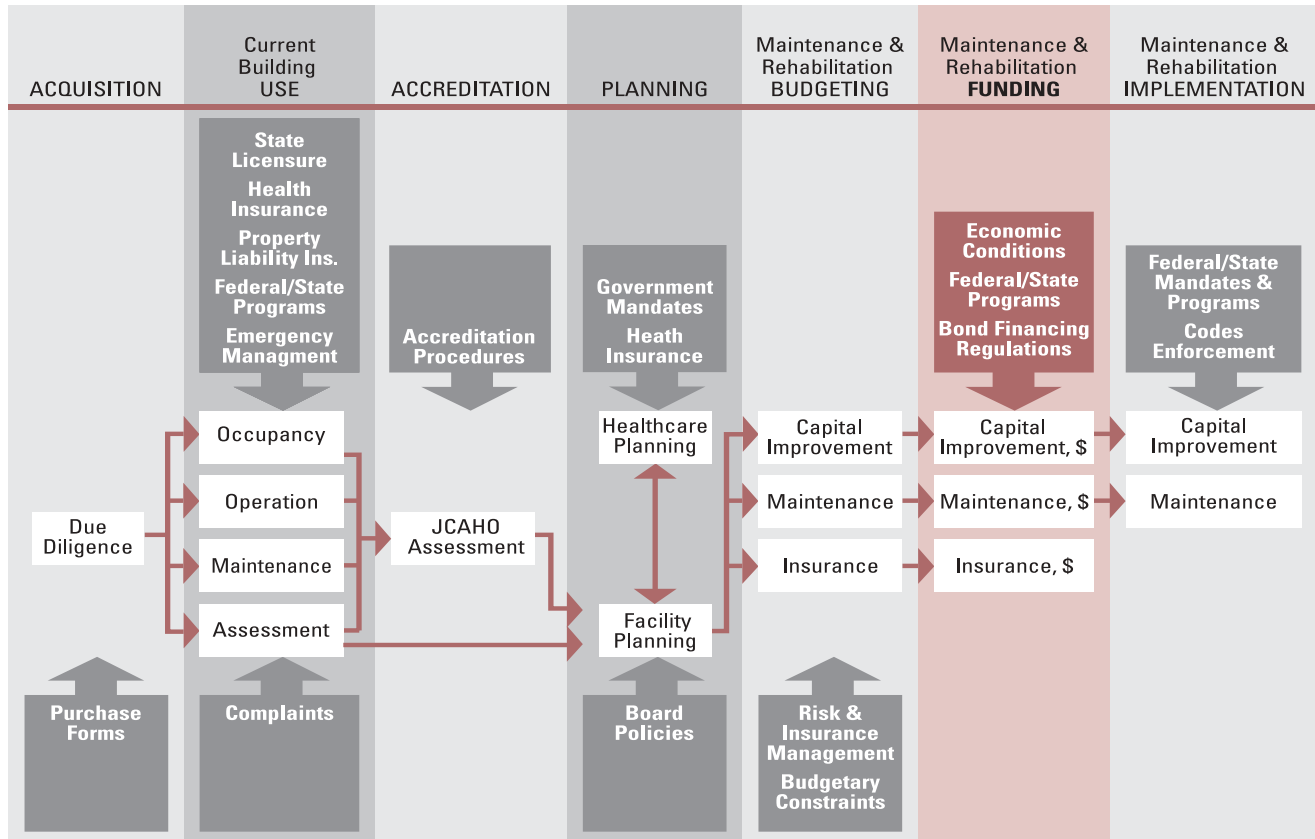 ACQUISITION
Current
Building
USE
ACCREDITATION
PLANNING
Maintenance &
Rehabilitation
BUDGETING
Maintenance &
Rehabilitation
FUNDING
Maintenance &
Rehabilitation
IMPLEMENTATION
State
Licensure
Health
Insurance
Property
Liability Ins.
Federal/State
Programs
Emergency
Managment
Accreditation
Procedures
Government
Mandates
Heath
Insurance
Economic
Conditions
Federal/State
Programs
Bond Financing
Regulations
Federal/State
Mandates &
Programs
Codes
Enforcement
Due
Diligence
Occupancy
Operation
Maintenance
Assessment
JCAHO
Assessment
Healthcare
Planning
Facility
Planning
Capital
Improvement
Maintenance
Insurance
Capital
Improvement, $
Maintenance, $
Insurance, $
Capital
Improvement
Maintenance
Purchase
Forms
Complaints
Board
Policies
Risk &
Insurance
Management
Budgetary
Constraints